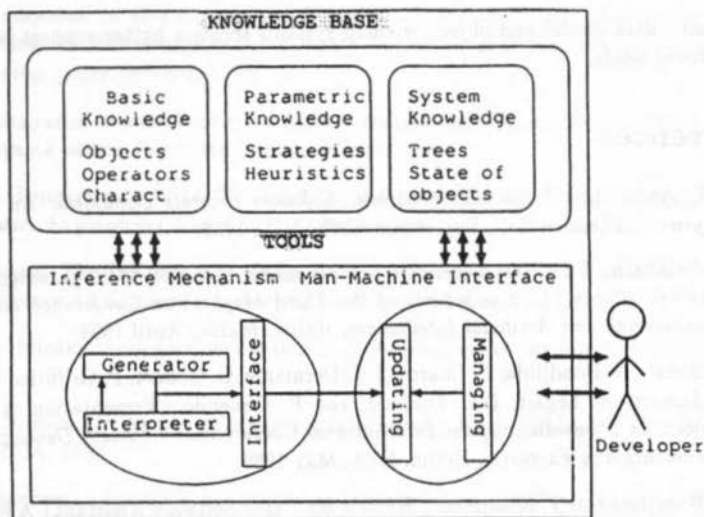 KNOWLEDGE BASE
Basic
Knowledge
Objects
Operators
Charact
Parametric
Knowledge
Strategies
Heuristics
System
Knowledge
Trees
State of
objects
TOOLS
Inference Mechanism
Man-Machine Interface
Generator
Interpreter
Interface
Updating
Managing
Developer